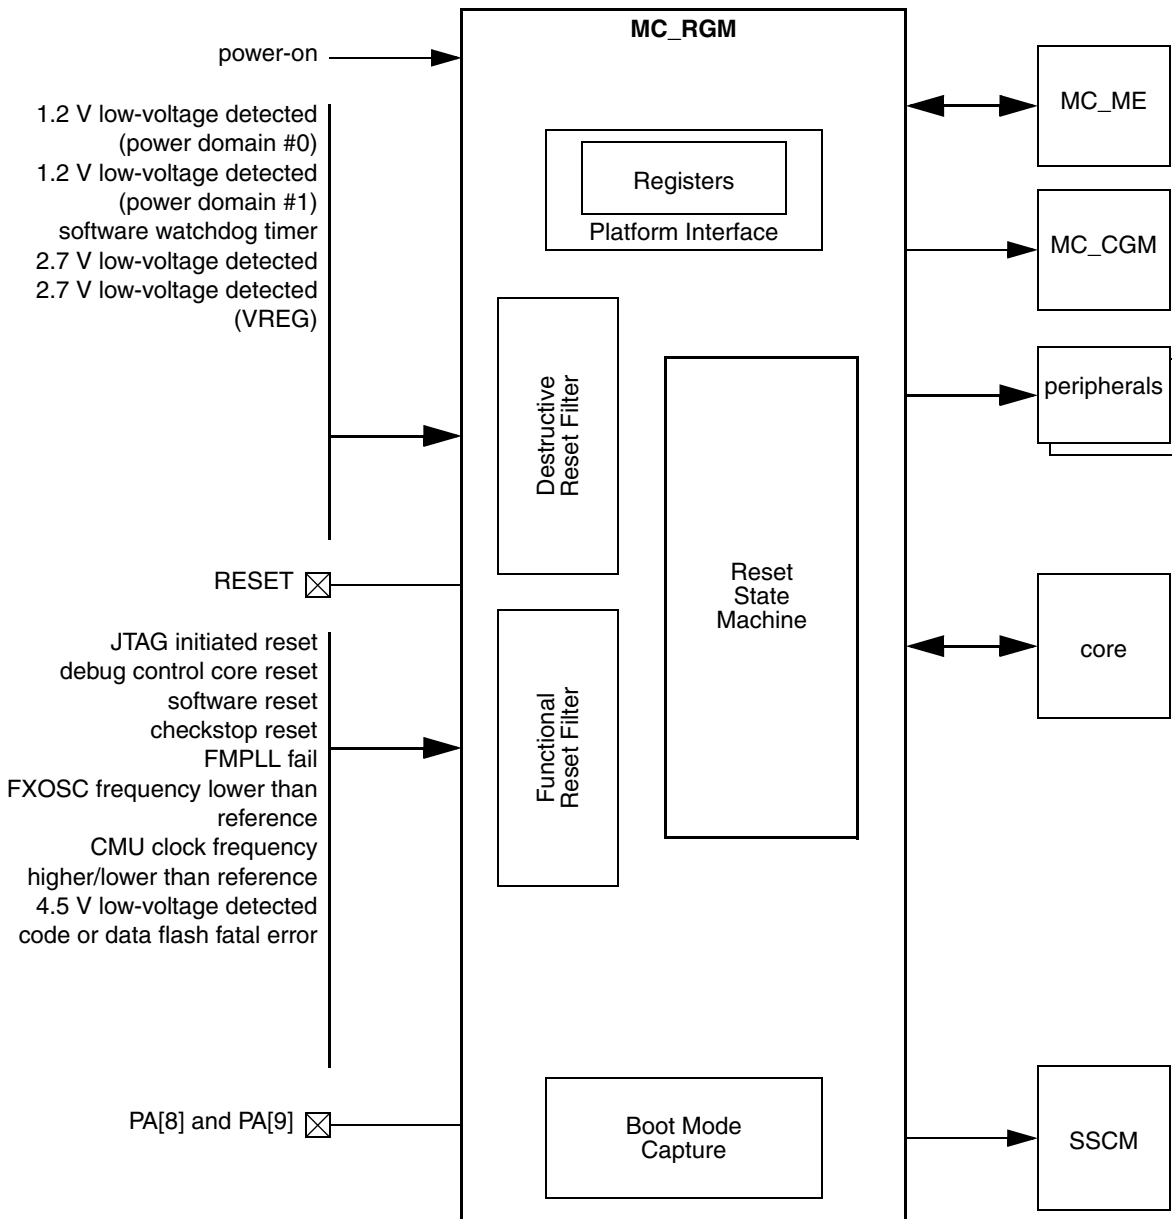 MC_RGM
power-on
1.2 V low-voltage detected
(power domain #0)
1.2 V low-voltage detected
(power domain #1)
software watchdog timer
2.7 V low-voltage detected
2.7 V low-voltage detected
(VREG)
RESET
JTAG initiated reset
debug control core reset
software reset
checkstop reset
FMPLL fail
FXOSC frequency lower than
reference
CMU clock frequency
higher/lower than reference
4.5 V low-voltage detected
code or data flash fatal error
PA[8] and PA[9]
Registers
Platform Interface
Destructive
Reset Filter
Functional
Reset Filter
Reset
State
Machine
Boot Mode
Capture
MC_ME
MC_CGM
peripherals
core
SSCM